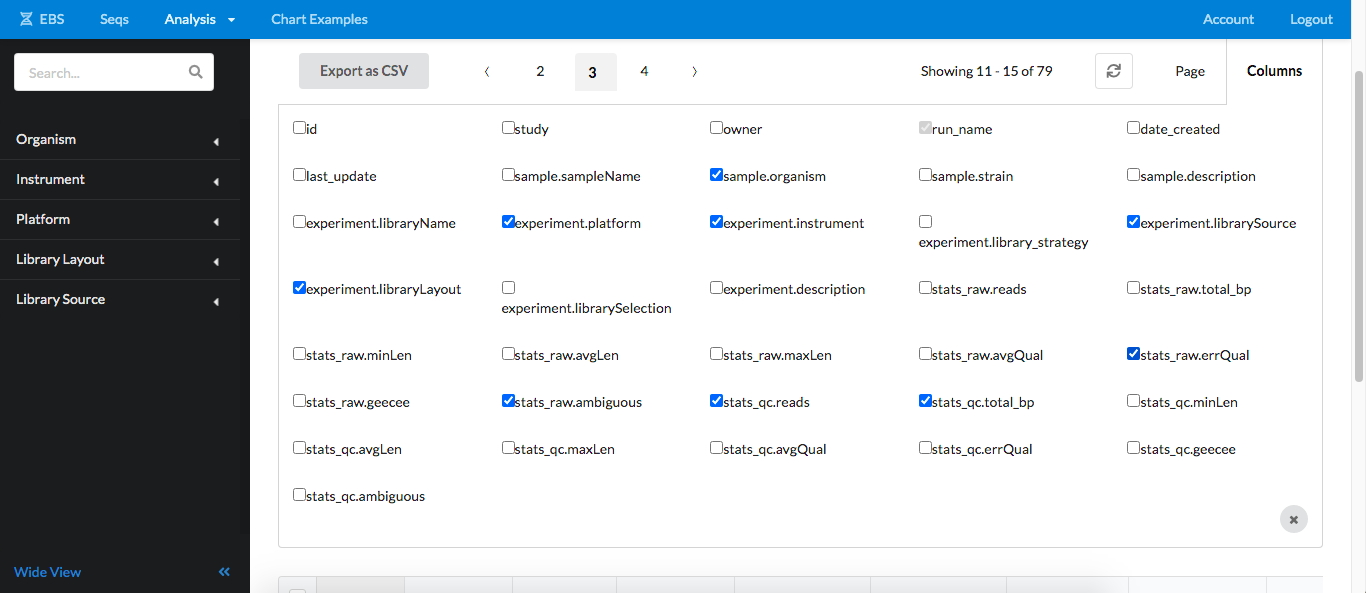 EBS Seqs Analysis Chart Examples Account Logout
Search...
Export as CSV 2 3 4 Showing 11 - 15 of 79 Page Columns
Organism
Instrument
Platform
Library Layout
Library Source
id study owner run_name date_created
last_update sample.sampleName sample.organism sample.strain sample.description
experiment.libraryName experiment.platform experiment.instrument experiment.library_strategy experiment.librarySource
experiment.libraryLayout experiment.librarySelection experiment.description stats_raw.reads stats_raw.total_bp
stats_raw.minLen stats_raw.avgLen stats_raw.maxLen stats_raw.avgQual stats_raw.errQual
stats_raw.geecee stats_raw.ambiguous stats_qc.reads stats_qc.total_bp stats_qc.minLen
stats_qc.avgLen stats_qc.maxLen stats_qc.avgQual stats_qc.errQual stats_qc.geecee
stats_qc.ambiguous
Wide View